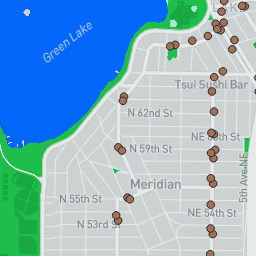 Green Lake
Tsui Sushi Bar
N 62nd St
NE 60th St
N 59th St
Meridian
5th Ave NE
N 55th St
NE 54th St
N 53rd St